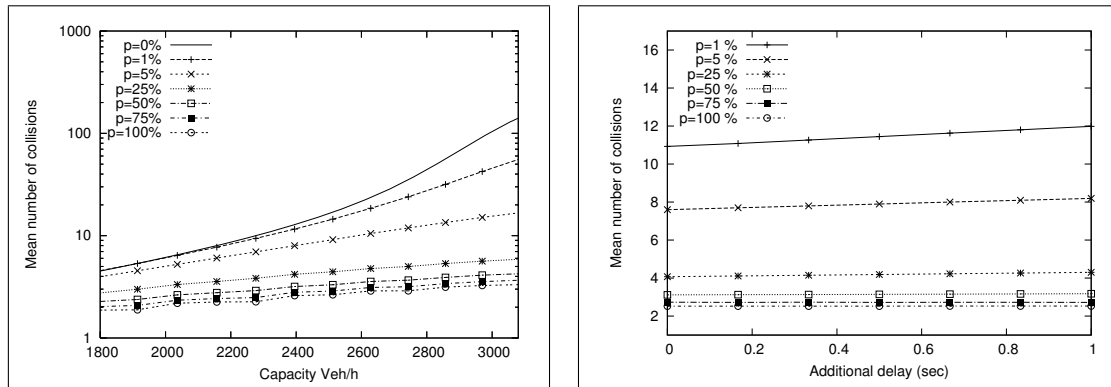 1000
100
10
1
Mean number of collisions
p=0%
p=1%
p=5%
p=25%
p=50%
p=75%
p=100%
1800 2000 2200 2400 2600 2800 3000
Capacity Veh/h
16
14
12
10
8
6
4
2
Mean number of collisions
p=1 %
p=5 %
p=25 %
p=50 %
p=75 %
p=100 %
0 0.2 0.4 0.6 0.8 1
Additional delay (sec)